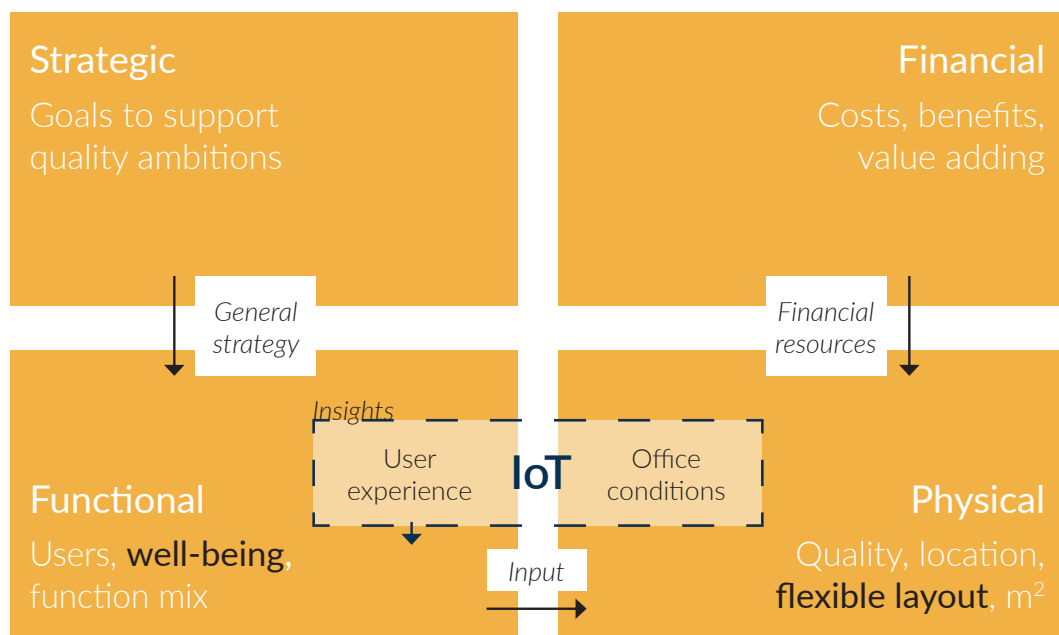 Strategic
Goals to support
quality ambitions
Financial
Costs, benefits,
value adding
General
strategy
Financial
resources
Insights
User
experience
IoT
Office
conditions
Functional
Users, well-being,
function mix
Physical
Quality, location,
flexible layout, m²
Input